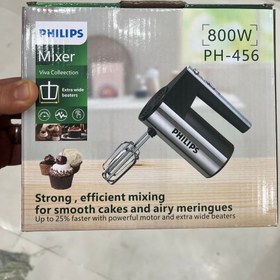 PHILIPS
Mixer
Viva Colleection
Extra wide
beaters
800W
PH-456
PHILIPS
Strong , efficient mixing
for smooth cakes and airy meringues
Up to 25% faster with powerful motor and extra wide beaters